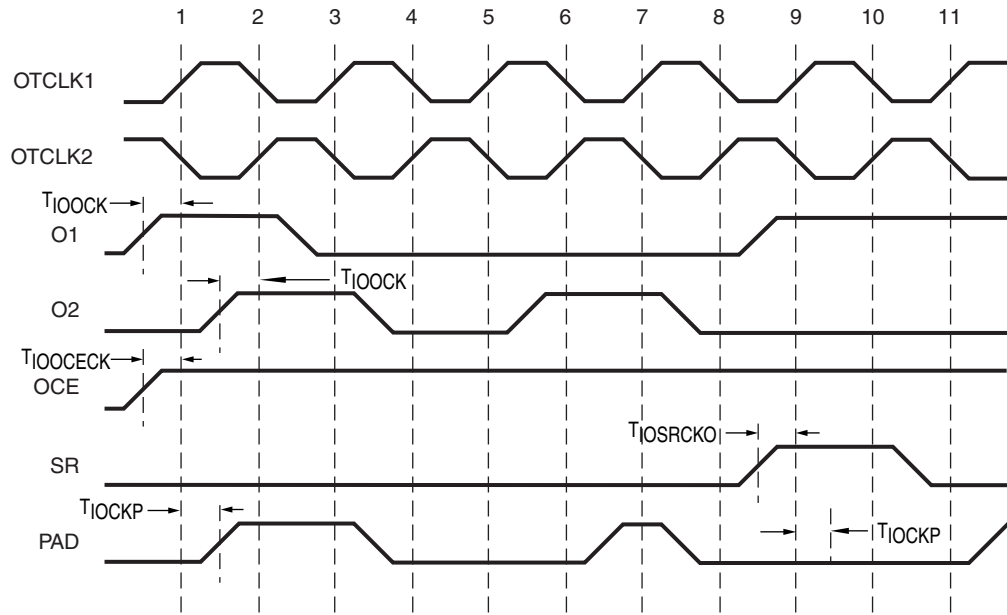 1 2 3 4 5 6 7 8 9 10 11
OTCLK1
OTCLK2
TIOOCK
O1
TIOOCK
O2
TIOOCECK
OCE
TIOSRCKO
SR
TIOCKP
PAD
TIOCKP